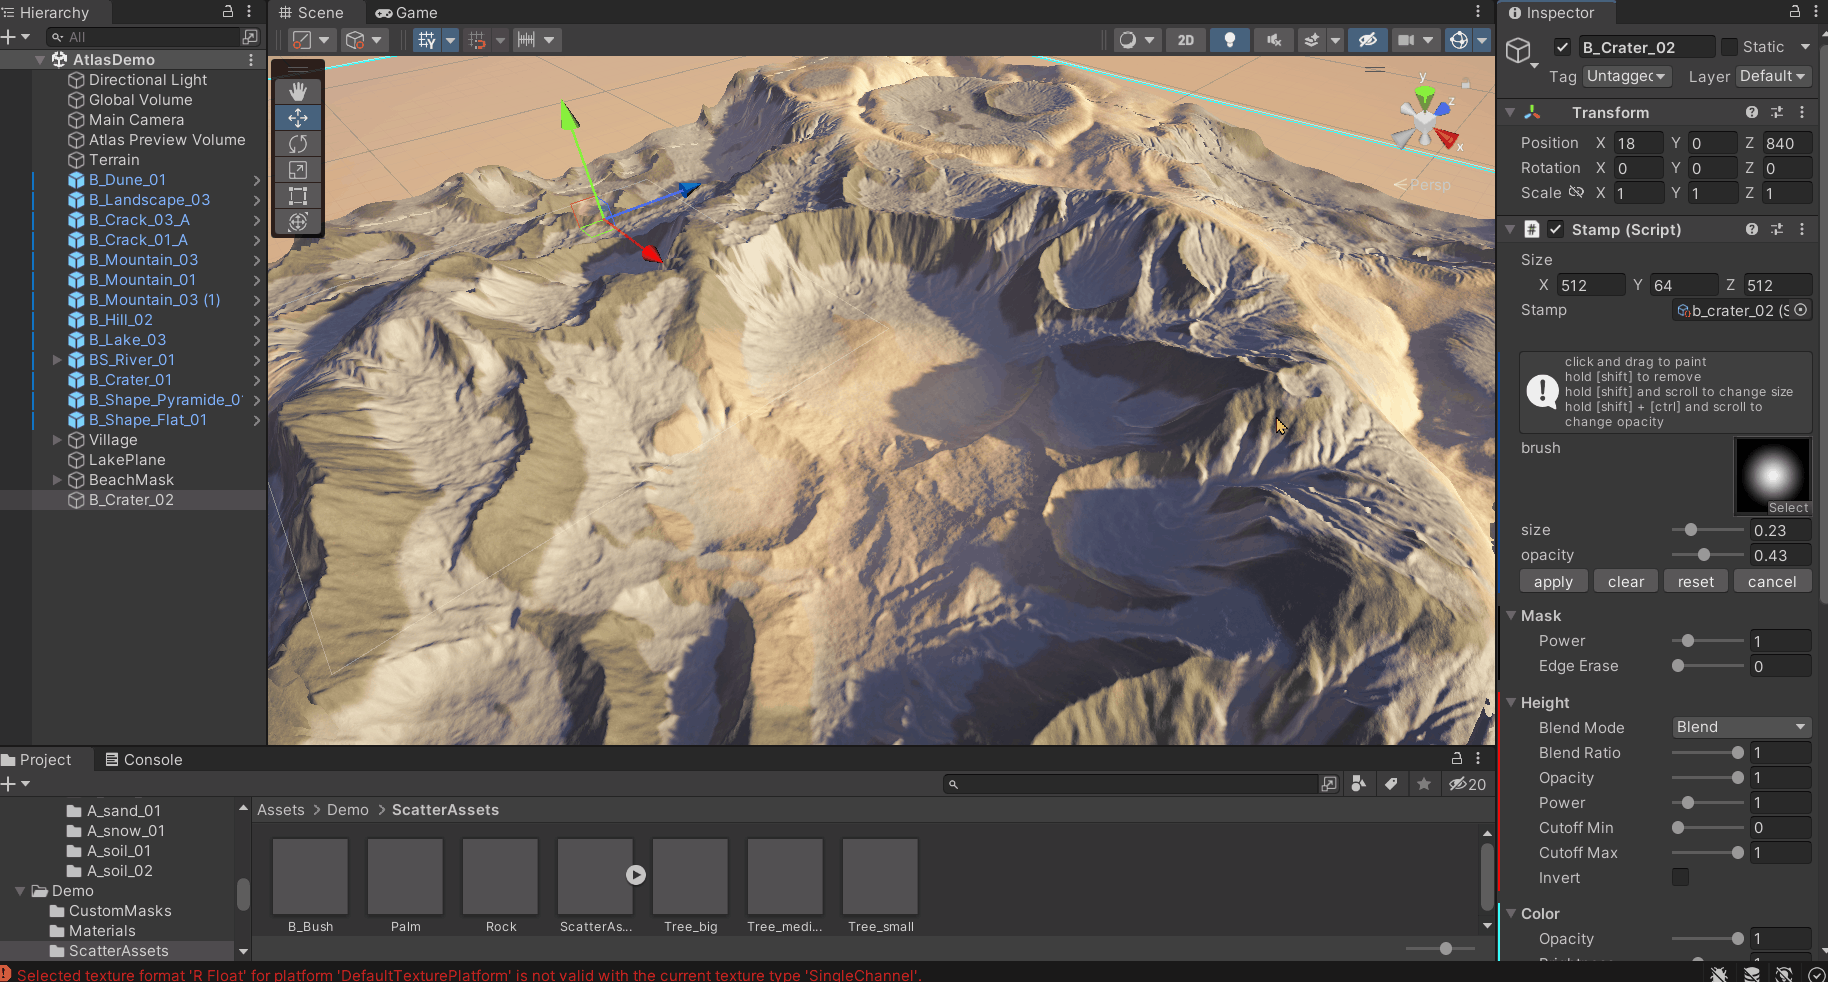 Hierarchy
All
AtlasDemo
Directional Light
Global Volume
Main Camera
Atlas Preview Volume
Terrain
B_Dune_01
B_Landscape_03
B_Crack_03_A
B_Crack_01_A
B_Mountain_03
B_Mountain_01
B_Mountain_03 (1)
B_Hill_02
B_Lake_03
BS_River_01
B_Crater_01
B_Shape_Pyramide_0
B_Shape_Flat_01
Village
LakePlane
BeachMask
B_Crater_02
Scene
Game
2D
y
z
x
Persp
Inspector
B_Crater_02
Static
Tag Untagged Layer Default
Transform
Position X 18 Y 0 Z 840
Rotation X 0 Y 0 Z 0
Scale X 1 Y 1 Z 1
Stamp (Script)
Size
X 512 Y 64 Z 512
Stamp b_crater_02 (S
click and drag to paint
hold [shift] to remove
hold [shift] and scroll to change size
hold [shift] + [ctrl] and scroll to
change opacity
brush
Select
size 0.23
opacity 0.43
apply clear reset cancel
Mask
Power 1
Edge Erase 0
Height
Blend Mode Blend
Blend Ratio 1
Opacity 1
Power 1
Cutoff Min 0
Cutoff Max 1
Invert
Color
Opacity 1
Project
Console
20
A_sand_01
A_snow_01
A_soil_01
A_soil_02
Demo
CustomMasks
Materials
ScatterAssets
Assets > Demo > ScatterAssets
B_Bush
Palm
Rock
ScatterAs...
Tree_big
Tree_medi...
Tree_small
Selected texture format 'R Float' for platform 'DefaultTexturePlatform' is not valid with the current texture type 'SingleChannel'.